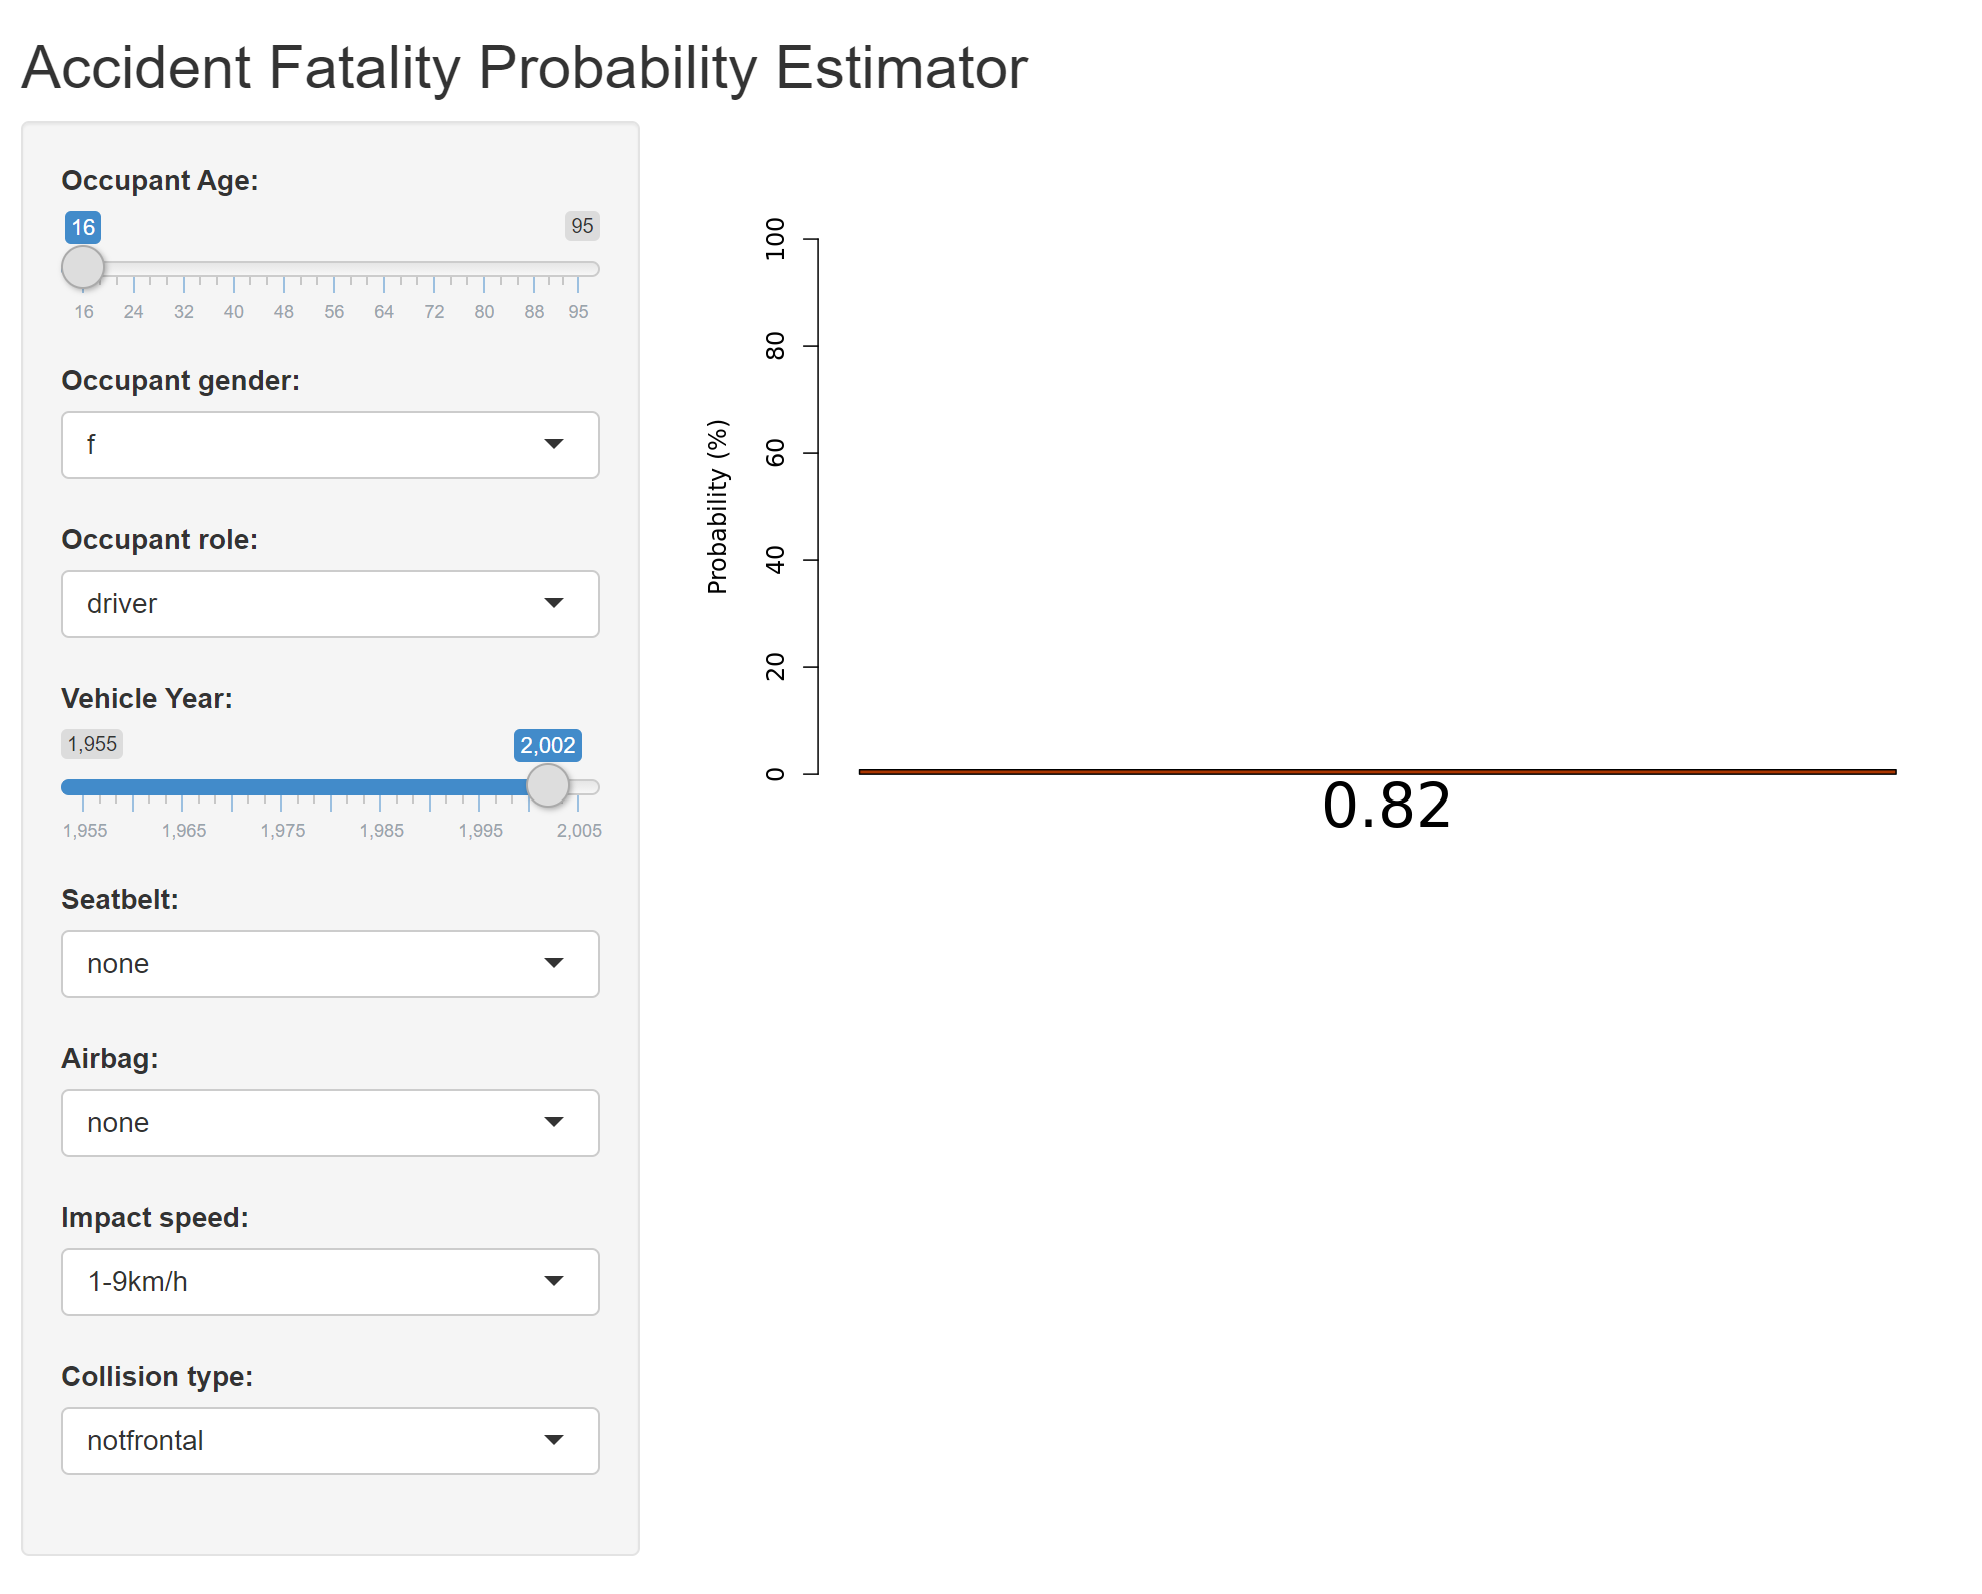 Accident Fatality Probability Estimator
Occupant Age:
16 95
16 24 32 40 48 56 64 72 80 88 95
Occupant gender:
f
Occupant role:
driver
Vehicle Year:
1,955 2,002
1,955 1,965 1,975 1,985 1,995 2,005
Seatbelt:
none
Airbag:
none
Impact speed:
1-9km/h
Collision type:
notfrontal
Probability (%)
100
80
60
40
20
0
0.82